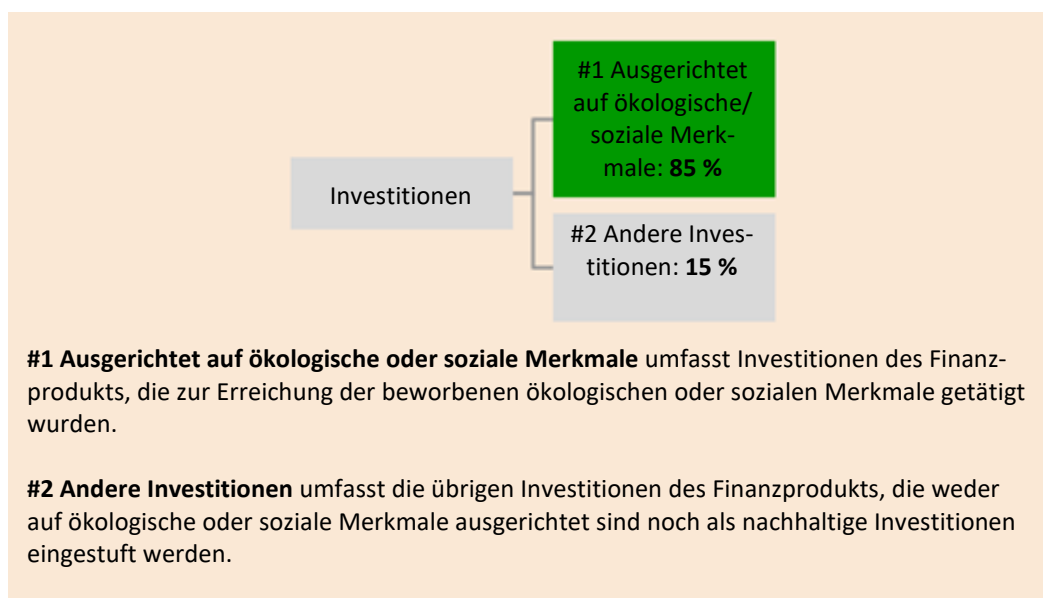 #1 Ausgerichtet
auf ökologische/
soziale Merk-
male: 85 %
Investitionen
#2 Andere Inves-
titionen: 15 %
#1 Ausgerichtet auf ökologische oder soziale Merkmale umfasst Investitionen des Finanz-
produkts, die zur Erreichung der beworbenen ökologischen oder sozialen Merkmale getätigt
wurden.
#2 Andere Investitionen umfasst die übrigen Investitionen des Finanzprodukts, die weder
auf ökologische oder soziale Merkmale ausgerichtet sind noch als nachhaltige Investitionen
eingestuft werden.